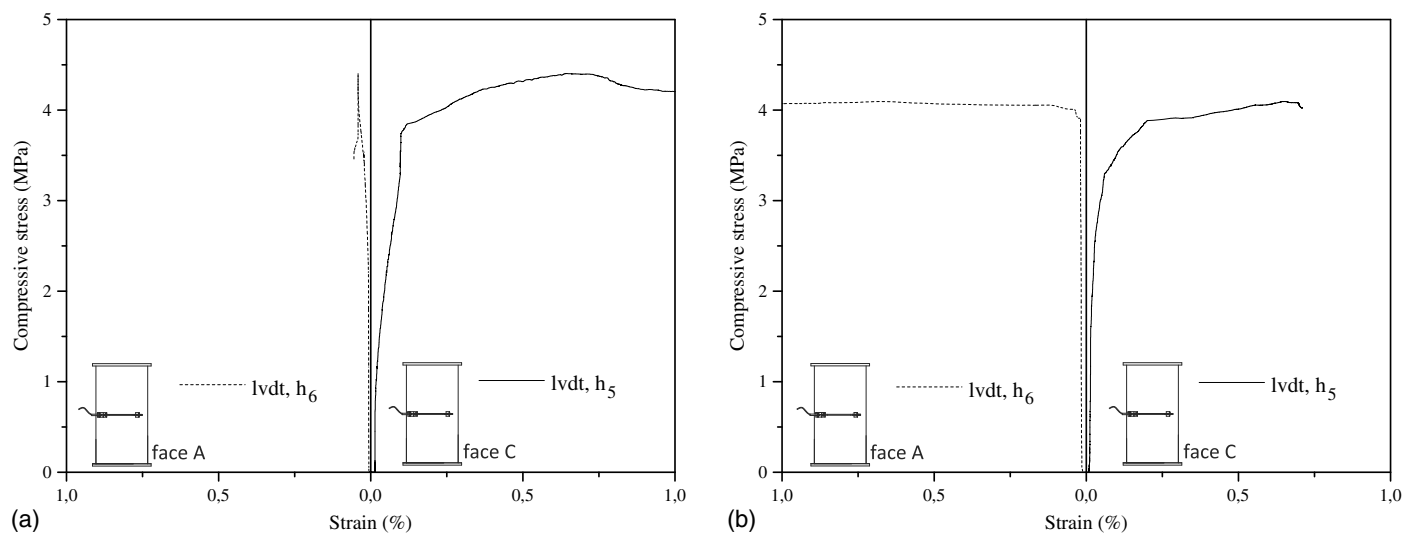 5
4
3
2
1
0
Compressive stress (MPa)
lvdt, h6
lvdt, h5
face A
face C
1,0
0,5
0,0
0,5
1,0
Strain (%)
(a)
5
4
3
2
1
0
Compressive stress (MPa)
lvdt, h6
lvdt, h5
face A
face C
1,0
0,5
0,0
0,5
1,0
Strain (%)
(b)